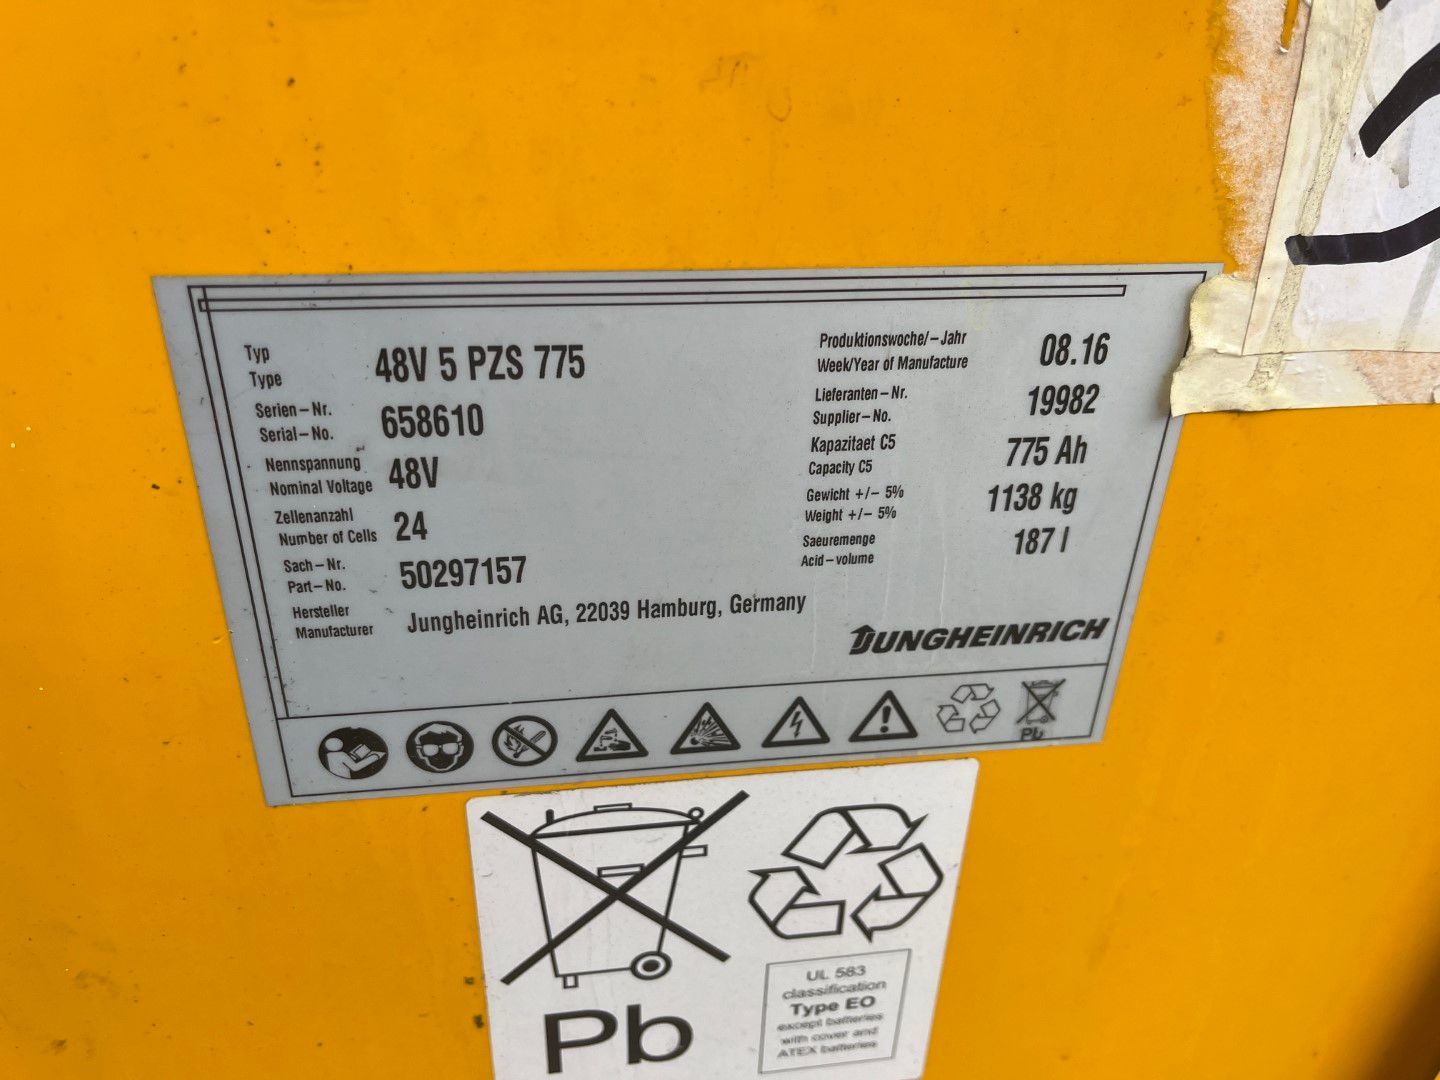 Typ
Type
48V 5 PZS 775
Serien-Nr.
Serial-No.
658610
Nennspannung
Nominal Voltage
48V
Zellenanzahl
Number of Cells
24
Sach-Nr.
Part-No.
50297157
Hersteller
Manufacturer
Jungheinrich AG, 22039 Hamburg, Germany
Produktionswoche/-Jahr
Week/Year of Manufacture
08.16
Lieferanten-Nr.
Supplier-No.
19982
Kapazitaet C5
Capacity C5
775 Ah
Gewicht +/- 5%
Weight +/- 5%
1138 kg
Saeuremenge
Acid-volume
187 l
JUNGHEINRICH
Pb
Pb
UL 583
classification
Type EO
except batteries
with cover and
ATEX batteries